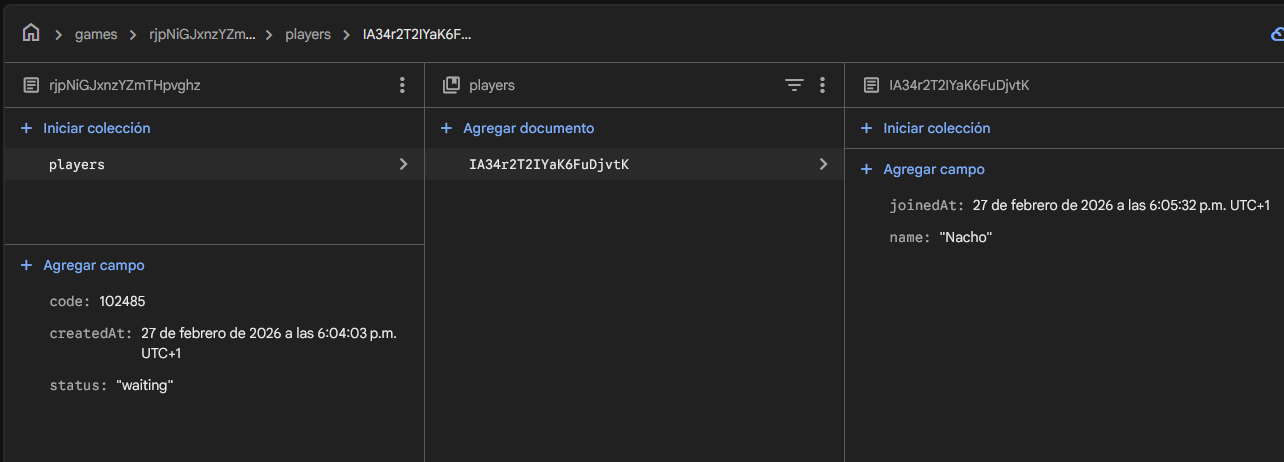 games > rjpNiGJxnzYZm... > players > IA34r2T2IYaK6F...
rjpNiGJxnzYZmTHpvghz
Iniciar colección
players
Agregar campo
code: 102485
createdAt: 27 de febrero de 2026 a las 6:04:03 p.m.
UTC+1
status: "waiting"
players
Agregar documento
IA34r2T2IYaK6FuDjvtK
IA34r2T2IYaK6FuDjvtK
Iniciar colección
Agregar campo
joinedAt: 27 de febrero de 2026 a las 6:05:32 p.m. UTC+1
name: "Nacho"